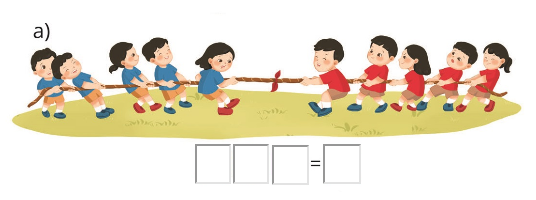 a)
=